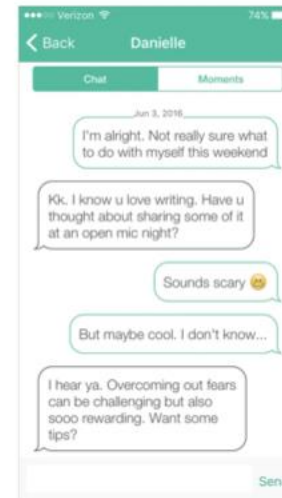 Verizon 74%
Back Danielle
Chat Moments
Jun 3, 2016
I'm alright. Not really sure what
to do with myself this weekend
Kk. I know u love writing. Have u
thought about sharing some of it
at an open mic night?
Sounds scary 😁
But maybe cool. I don't know...
I hear ya. Overcoming out fears
can be challenging but also
sooo rewarding. Want some
tips?
Sen